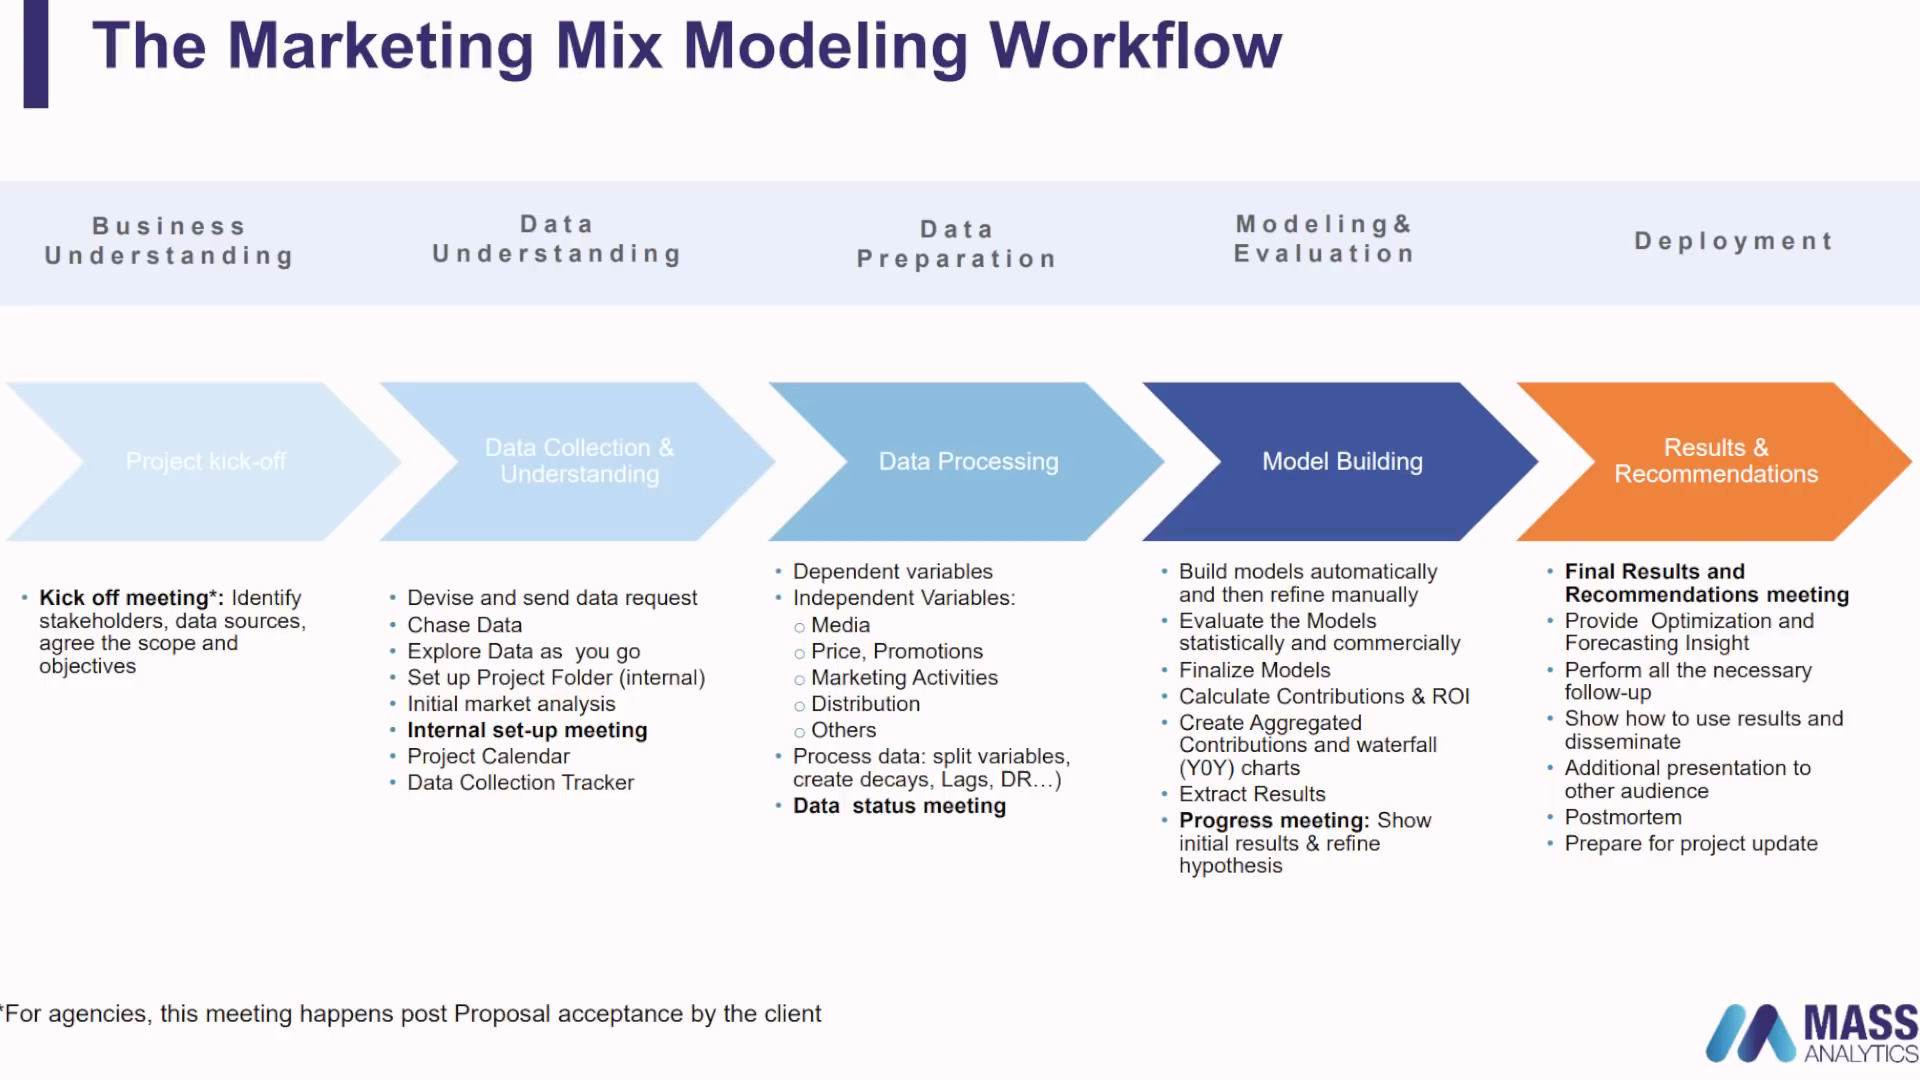 The Marketing Mix Modeling Workflow
Business
Understanding
Data
Understanding
Data
Preparation
Modeling&
Evaluation
Deployment
Project kick-off
Data Collection &
Understanding
Data Processing
Model Building
Results &
Recommendations
• Kick off meeting*: Identify
stakeholders, data sources,
agree the scope and
objectives
• Devise and send data request
• Chase Data
• Explore Data as you go
• Set up Project Folder (internal)
• Initial market analysis
• Internal set-up meeting
• Project Calendar
• Data Collection Tracker
• Dependent variables
• Independent Variables:
o Media
o Price, Promotions
o Marketing Activities
o Distribution
o Others
• Process data: split variables,
create decays, Lags, DR…)
• Data status meeting
• Build models automatically
and then refine manually
• Evaluate the Models
statistically and commercially
• Finalize Models
• Calculate Contributions & ROI
• Create Aggregated
Contributions and waterfall
(Y0Y) charts
• Extract Results
• Progress meeting: Show
initial results & refine
hypothesis
• Final Results and
Recommendations meeting
• Provide Optimization and
Forecasting Insight
• Perform all the necessary
follow-up
• Show how to use results and
disseminate
• Additional presentation to
other audience
• Postmortem
• Prepare for project update
*For agencies, this meeting happens post Proposal acceptance by the client
MASS
ANALYTICS